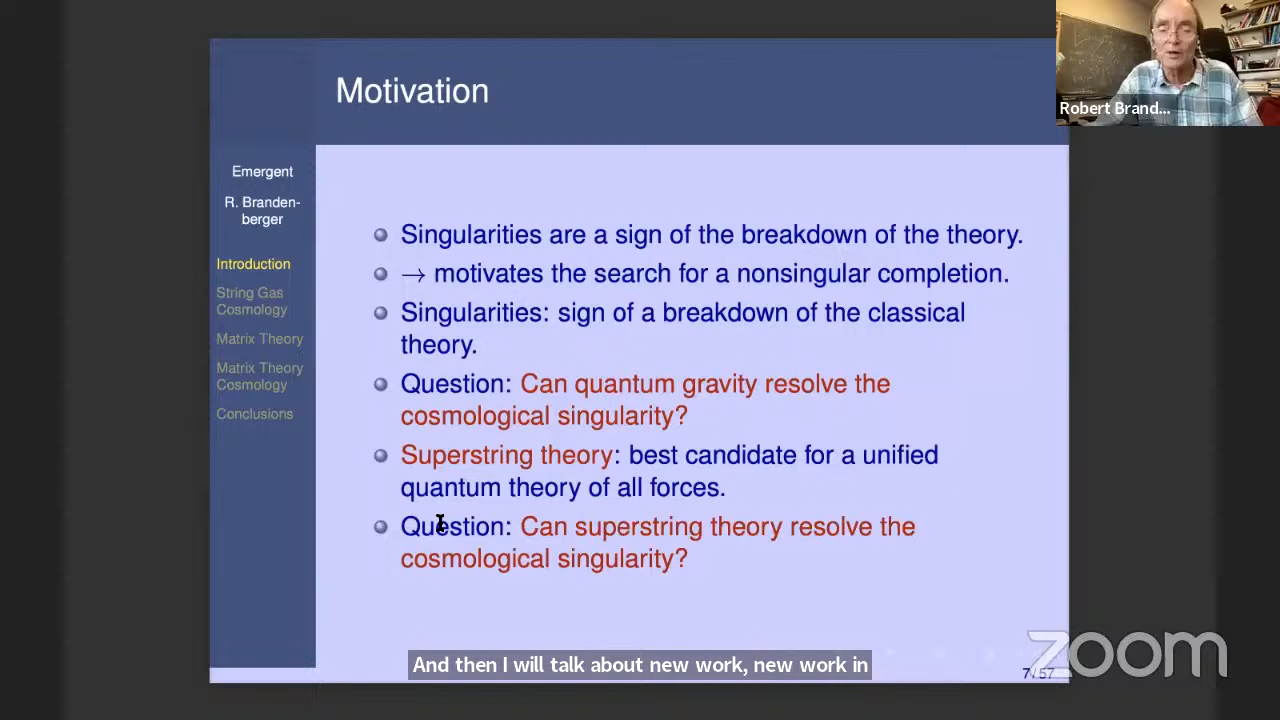 Motivation
Robert Brand...
Emergent
R. Branden-
berger
Introduction
String Gas
Cosmology
Matrix Theory
Matrix Theory
Cosmology
Conclusions
Singularities are a sign of the breakdown of the theory.
→ motivates the search for a nonsingular completion.
Singularities: sign of a breakdown of the classical
theory.
Question: Can quantum gravity resolve the
cosmological singularity?
Superstring theory: best candidate for a unified
quantum theory of all forces.
Question: Can superstring theory resolve the
cosmological singularity?
And then I will talk about new work, new work in
7/57
zoom